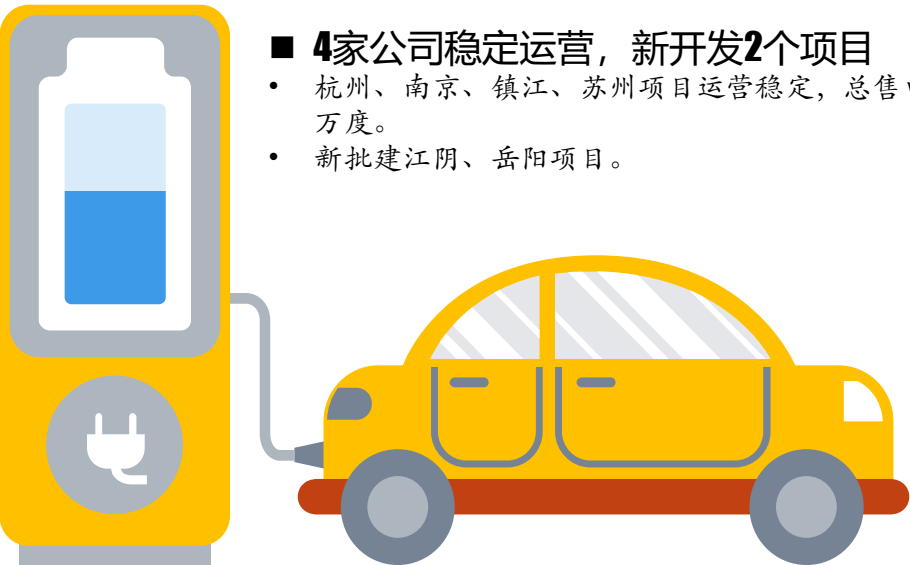 ■ 4家公司稳定运营，新开发2个项目
• 杭州、南京、镇江、苏州项目运营稳定，总售
万度。
• 新批建江阴、岳阳项目。